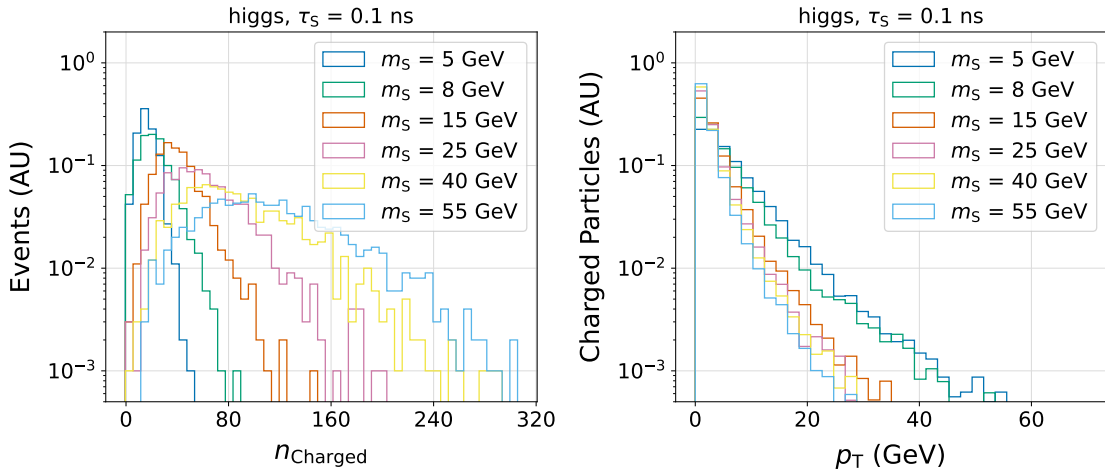 higgs, τS = 0.1 ns
Events (AU)
10⁰
10⁻¹
10⁻²
10⁻³
mS = 5 GeV
mS = 8 GeV
mS = 15 GeV
mS = 25 GeV
mS = 40 GeV
mS = 55 GeV
0 80 160 240 320
nCharged
higgs, τS = 0.1 ns
Charged Particles (AU)
10⁰
10⁻¹
10⁻²
10⁻³
mS = 5 GeV
mS = 8 GeV
mS = 15 GeV
mS = 25 GeV
mS = 40 GeV
mS = 55 GeV
0 20 40 60
pT (GeV)